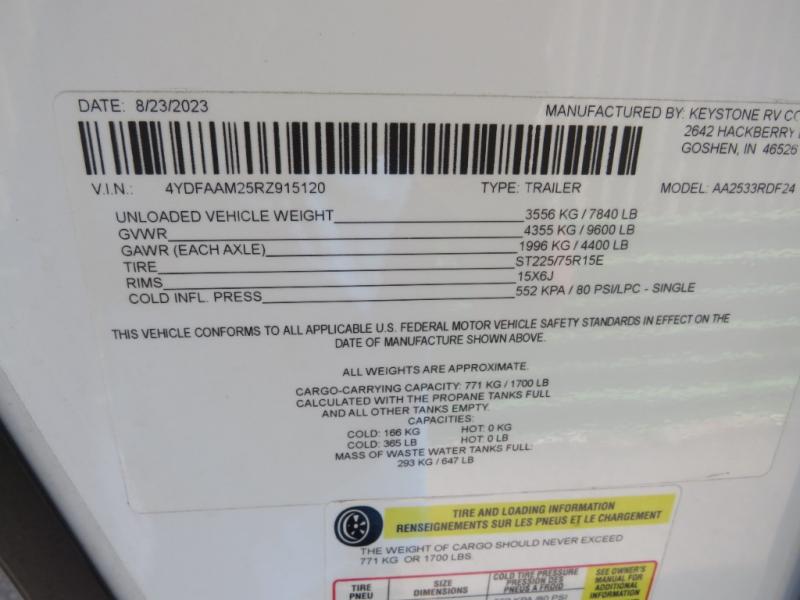 DATE: 8/23/2023
MANUFACTURED BY: KEYSTONE RV CO
2642 HACKBERRY
GOSHEN, IN 46526
V.I.N.: 4YDFAAM25RZ915120 TYPE: TRAILER MODEL: AA2533RDF24
UNLOADED VEHICLE WEIGHT 3556 KG / 7840 LB
GVWR 4355 KG / 9600 LB
GAWR (EACH AXLE) 1996 KG / 4400 LB
TIRE ST225/75R15E
RIMS 15X6J
COLD INFL. PRESS 552 KPA / 80 PSI/LPC - SINGLE
THIS VEHICLE CONFORMS TO ALL APPLICABLE U.S. FEDERAL MOTOR VEHICLE SAFETY STANDARDS IN EFFECT ON THE
DATE OF MANUFACTURE SHOWN ABOVE.
ALL WEIGHTS ARE APPROXIMATE.
CARGO-CARRYING CAPACITY: 771 KG / 1700 LB
CALCULATED WITH THE PROPANE TANKS FULL
AND ALL OTHER TANKS EMPTY.
CAPACITIES:
COLD: 166 KG HOT: 0 KG
COLD: 365 LB HOT: 0 LB
MASS OF WASTE WATER TANKS FULL:
293 KG / 647 LB
TIRE AND LOADING INFORMATION
RENSEIGNEMENTS SUR LES PNEUS ET LE CHARGEMENT
THE WEIGHT OF CARGO SHOULD NEVER EXCEED
771 KG OR 1700 LBS.
TIRE
PNEU
SIZE
DIMENSIONS
COLD TIRE PRESSURE
PRESSION DES
PNEUS A FROID
SEE OWNER'S
MANUAL FOR
ADDITIONAL
INFORMATION